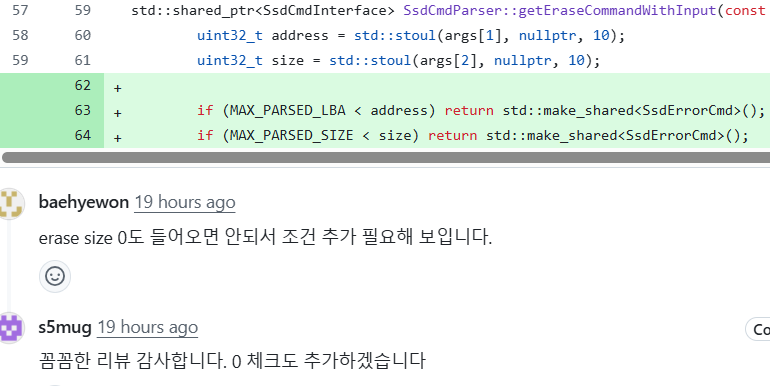 57 59 std::shared_ptr<SsdCmdInterface> SsdCmdParser::getEraseCommandWithInput(const
58 60 uint32_t address = std::stoul(args[1], nullptr, 10);
59 61 uint32_t size = std::stoul(args[2], nullptr, 10);
62 +
63 + if (MAX_PARSED_LBA < address) return std::make_shared<SsdErrorCmd>();
64 + if (MAX_PARSED_SIZE < size) return std::make_shared<SsdErrorCmd>();
baehyewon 19 hours ago
erase size 0도 들어오면 안되서 조건 추가 필요해 보입니다.
s5mug 19 hours ago
Co
꼼꼼한 리뷰 감사합니다. 0 체크도 추가하겠습니다